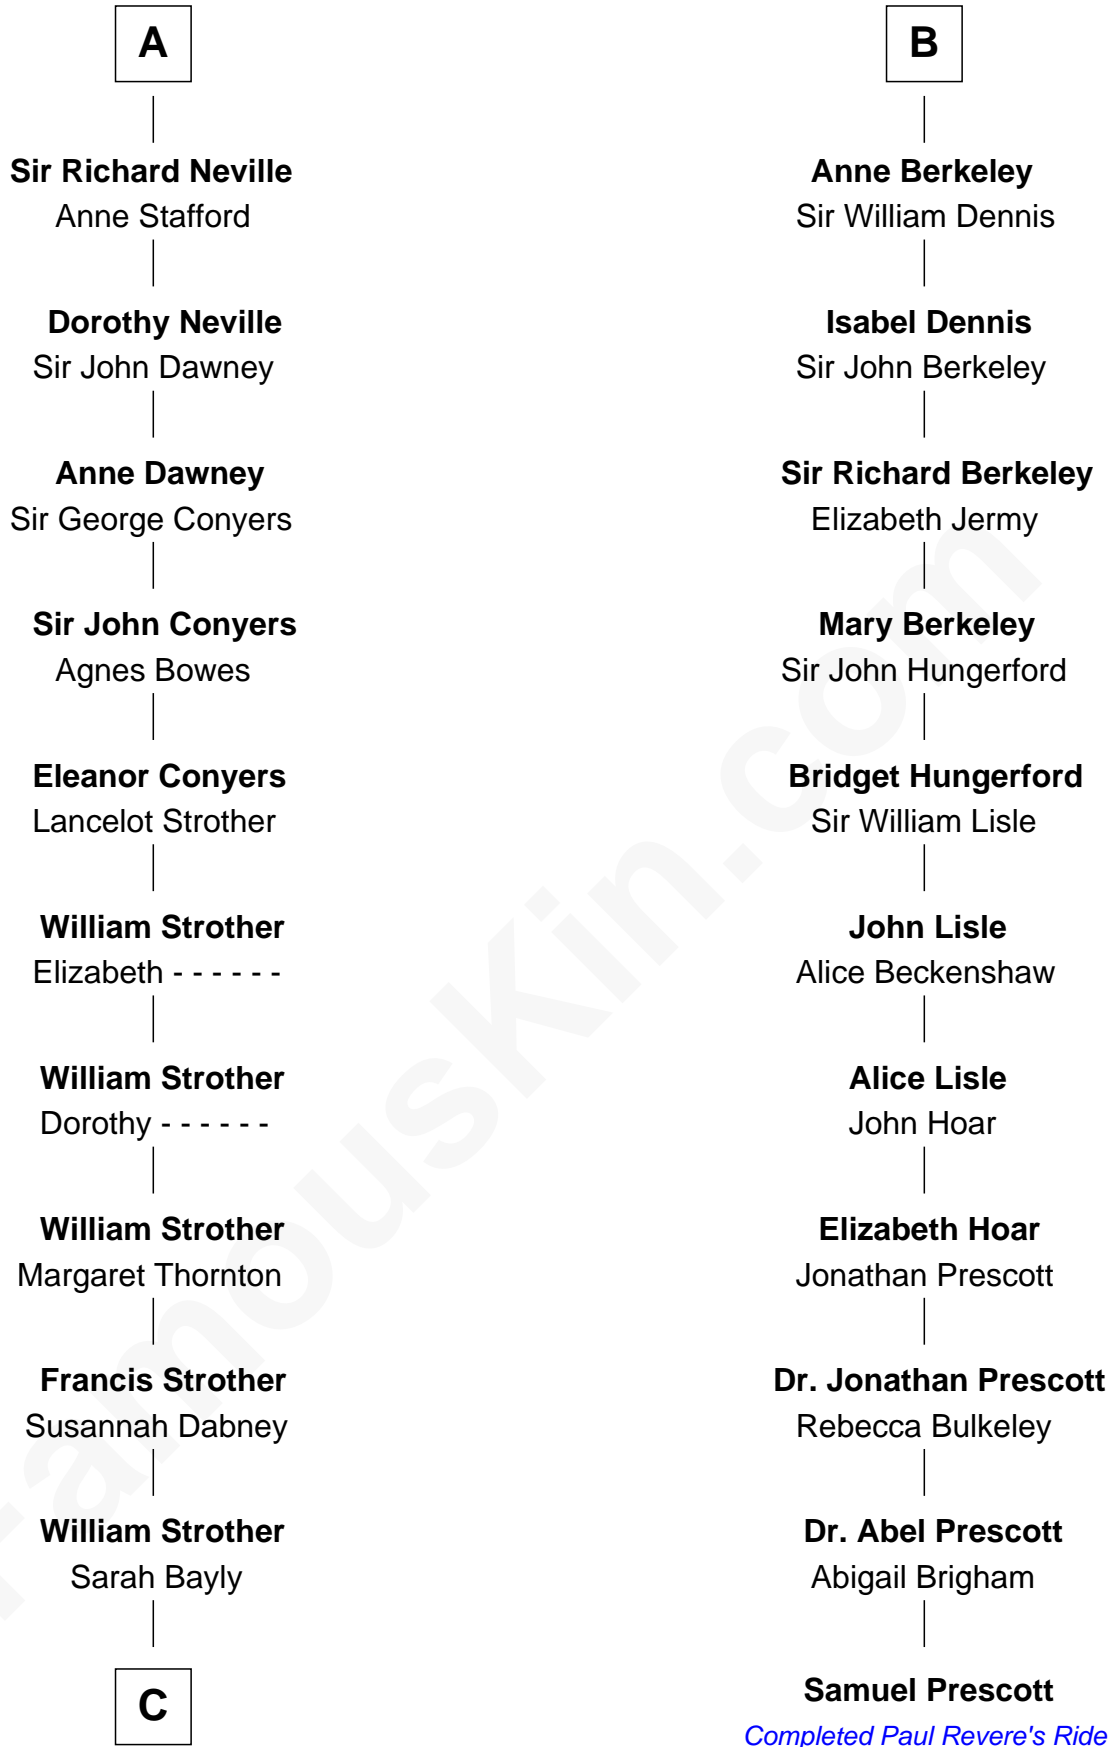 A
Sir Richard Neville
Anne Stafford
Dorothy Neville
Sir John Dawney
Anne Dawney
Sir George Conyers
Sir John Conyers
Agnes Bowes
Eleanor Conyers
Lancelot Strother
William Strother
Elizabeth - - - - - -
William Strother
Dorothy - - - - - -
William Strother
Margaret Thornton
Francis Strother
Susannah Dabney
William Strother
Sarah Bayly
C
B
Anne Berkeley
Sir William Dennis
Isabel Dennis
Sir John Berkeley
Sir Richard Berkeley
Elizabeth Jermy
Mary Berkeley
Sir John Hungerford
Bridget Hungerford
Sir William Lisle
John Lisle
Alice Beckenshaw
Alice Lisle
John Hoar
Elizabeth Hoar
Jonathan Prescott
Dr. Jonathan Prescott
Rebecca Bulkeley
Dr. Abel Prescott
Abigail Brigham
Samuel Prescott
Completed Paul Revere's Ride
FamousKin.com